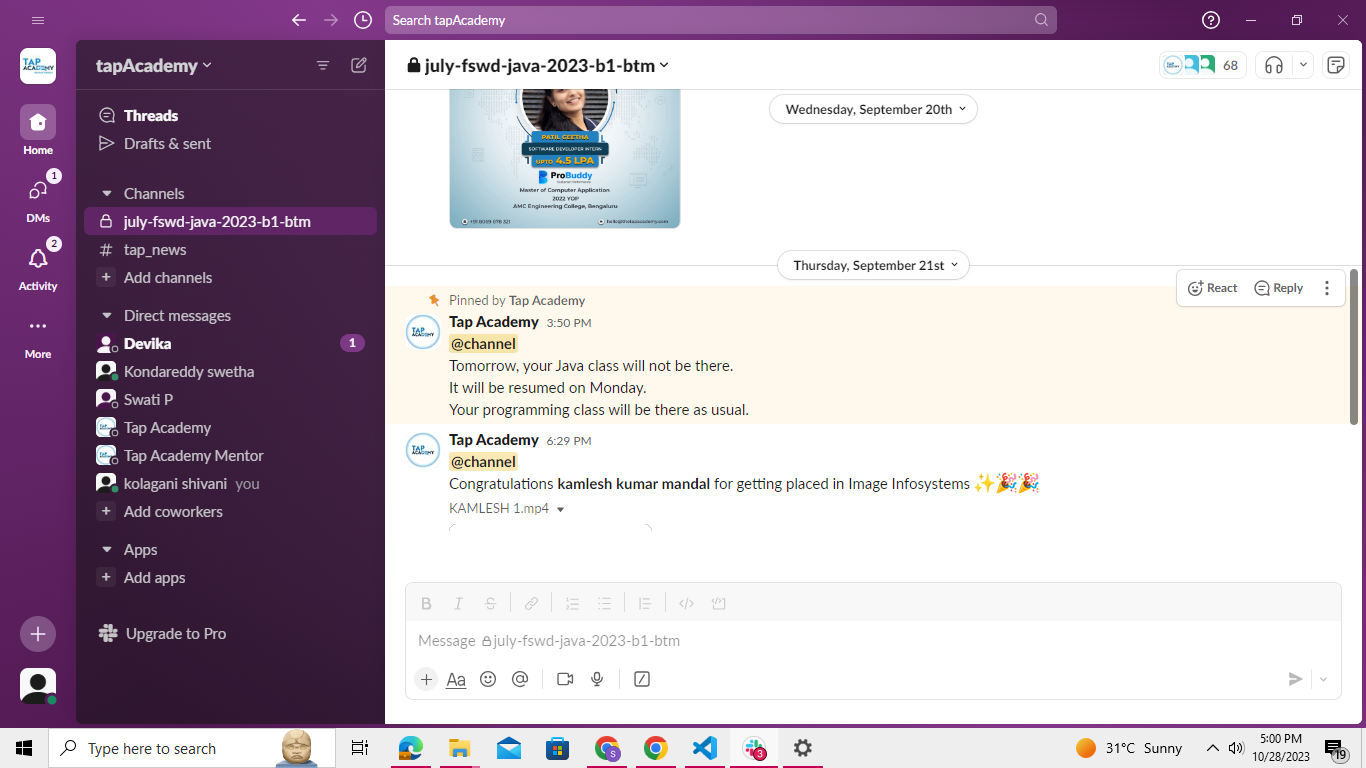 Search tapAcademy
TAP
ACADEMY
tapAcademy
july-fswd-java-2023-b1-btm
68
Threads
Drafts & sent
Home
1
DMs
2
Activity
More
Channels
july-fswd-java-2023-b1-btm
tap_news
Add channels
Direct messages
Devika
1
Kondareddy swetha
Swati P
Tap Academy
Tap Academy Mentor
kolagani shivani you
Add coworkers
Apps
Add apps
Upgrade to Pro
Wednesday, September 20th
PATIL GEETHA
SOFTWARE DEVELOPER INTERN
UPTO 4.5 LPA
ProBuddy
Master of Computer Application
2022 YOP
AMC Engineering College, Bengaluru
Thursday, September 21st
React
Reply
Pinned by Tap Academy
TAP
ACADEMY
Tap Academy 3:50 PM
@channel
Tomorrow, your Java class will not be there.
It will be resumed on Monday.
Your programming class will be there as usual.
TAP
ACADEMY
Tap Academy 6:29 PM
@channel
Congratulations kamlesh kumar mandal for getting placed in Image Infosystems ✨🎉🎉
KAMLESH 1.mp4
Message july-fswd-java-2023-b1-btm
Aa
Type here to search
S
3
31°C Sunny
5:00 PM
10/28/2023
19